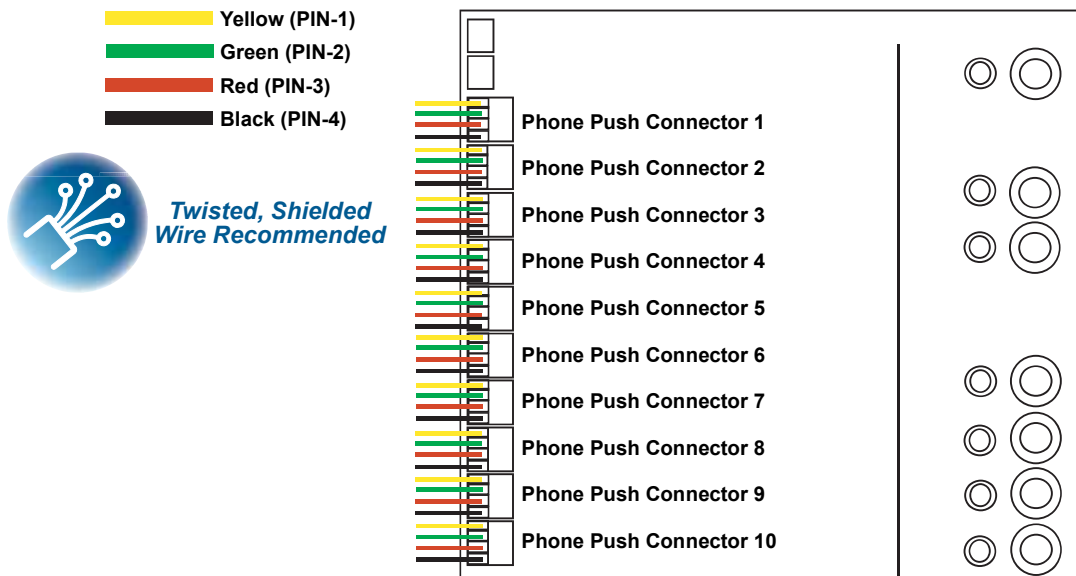 Yellow (PIN-1)
Green (PIN-2)
Red (PIN-3)
Black (PIN-4)
Twisted, Shielded
Wire Recommended
Phone Push Connector 1
Phone Push Connector 2
Phone Push Connector 3
Phone Push Connector 4
Phone Push Connector 5
Phone Push Connector 6
Phone Push Connector 7
Phone Push Connector 8
Phone Push Connector 9
Phone Push Connector 10